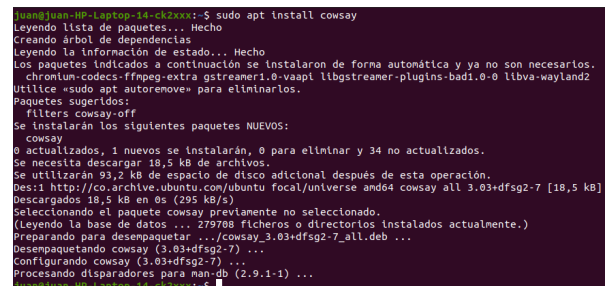 juan@juan-HP-Laptop-14-ck2xxx:~$ sudo apt install cowsay
Leyendo lista de paquetes... Hecho
Creando árbol de dependencias
Leyendo la información de estado... Hecho
Los paquetes indicados a continuación se instalaron de forma automática y ya no son necesarios.
  chromium-codecs-ffmpeg-extra gstreamer1.0-vaapi libgstreamer-plugins-bad1.0-0 libva-wayland2
Utilice «sudo apt autoremove» para eliminarlos.
Paquetes sugeridos:
  filters cowsay-off
Se instalarán los siguientes paquetes NUEVOS:
  cowsay
0 actualizados, 1 nuevos se instalarán, 0 para eliminar y 34 no actualizados.
Se necesita descargar 18,5 kB de archivos.
Se utilizarán 93,2 kB de espacio de disco adicional después de esta operación.
Des:1 http://co.archive.ubuntu.com/ubuntu focal/universe amd64 cowsay all 3.03+dfsg2-7 [18,5 kB]
Descargados 18,5 kB en 0s (295 kB/s)
Seleccionando el paquete cowsay previamente no seleccionado.
(Leyendo la base de datos ... 279708 ficheros o directorios instalados actualmente.)
Preparando para desempaquetar .../cowsay_3.03+dfsg2-7_all.deb ...
Desempaquetando cowsay (3.03+dfsg2-7) ...
Configurando cowsay (3.03+dfsg2-7) ...
Procesando disparadores para man-db (2.9.1-1) ...
juan@juan-HP-Laptop-14-ck2xxx:~$